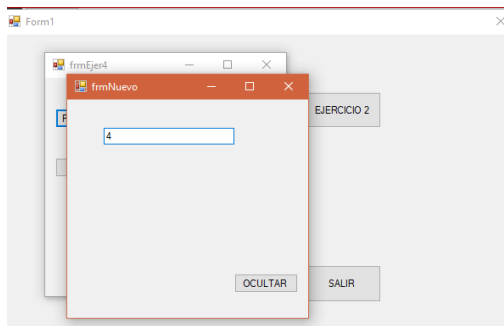 Form1
frmEjer4
frmNuevo
EJERCICIO 2
4
OCULTAR
SALIR